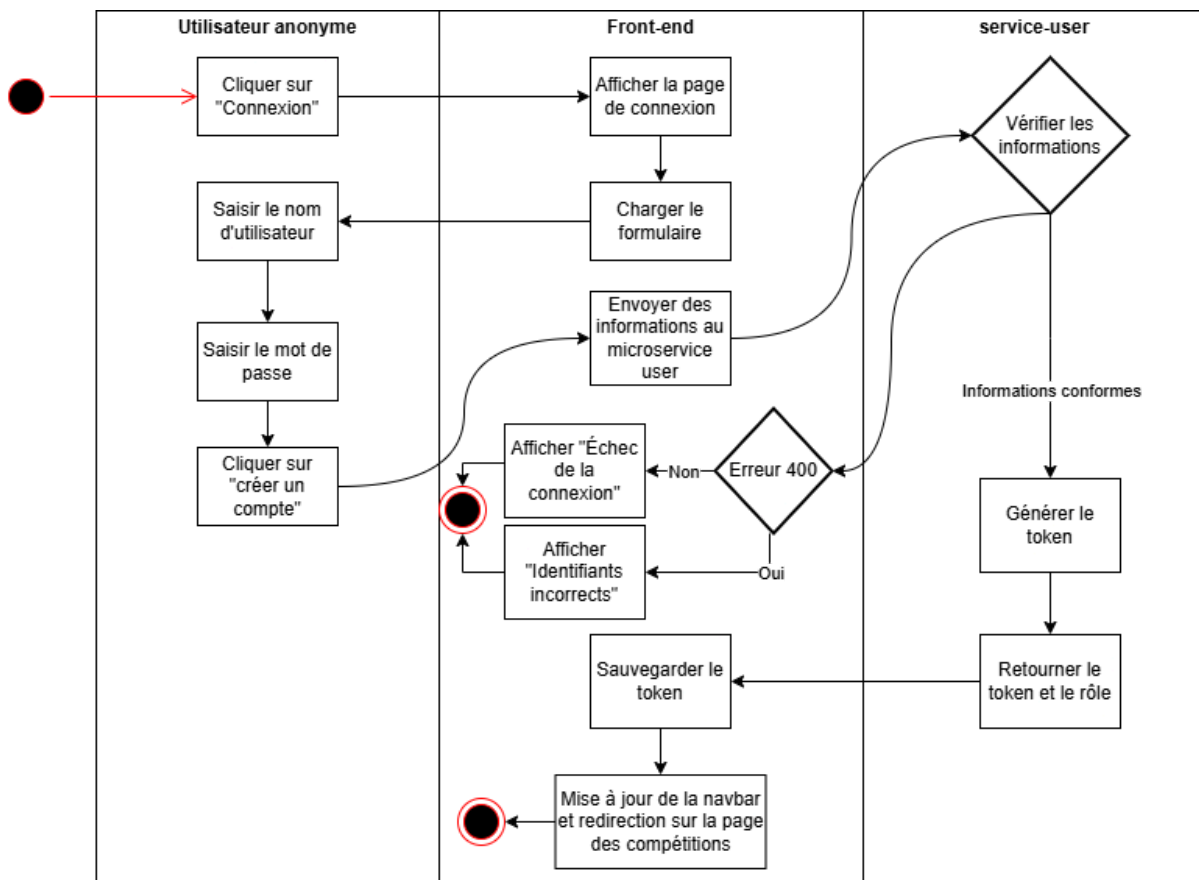 Utilisateur anonyme
Front-end
service-user
Cliquer sur
"Connexion"
Afficher la page
de connexion
Vérifier les
informations
Saisir le nom
d'utilisateur
Charger le
formulaire
Saisir le mot de
passe
Envoyer des
informations au
microservice
user
Informations conformes
Cliquer sur
"créer un
compte"
Afficher "Échec
de la
connexion"
Non
Erreur 400
Générer le
token
Afficher
"Identifiants
incorrects"
Oui
Sauvegarder le
token
Retourner le
token et le rôle
Mise à jour de la navbar
et redirection sur la page
des compétitions